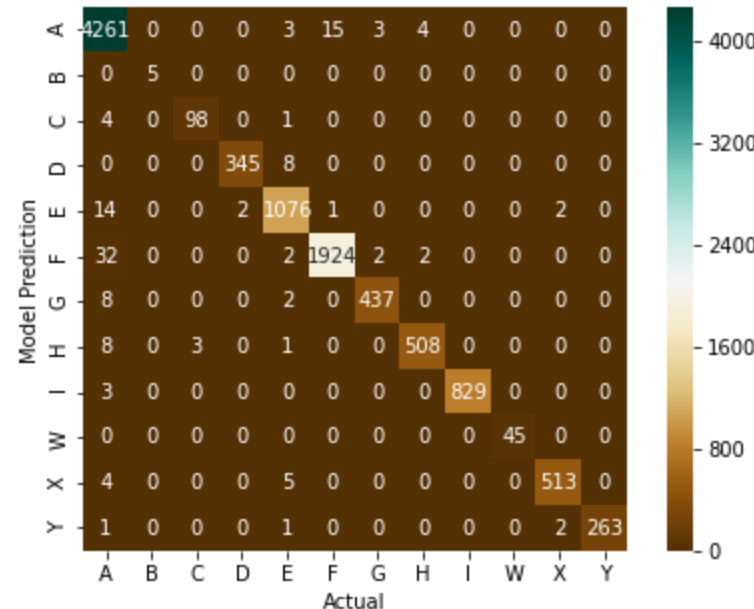 A 4261 0 0 0 3 15 3 4 0 0 0 0
B 0 5 0 0 0 0 0 0 0 0 0 0
C 4 0 98 0 1 0 0 0 0 0 0 0
D 0 0 0 345 8 0 0 0 0 0 0 0
E 14 0 0 2 1076 1 0 0 0 0 2 0
F 32 0 0 0 2 1924 2 2 0 0 0 0
G 8 0 0 0 2 0 437 0 0 0 0 0
H 8 0 3 0 1 0 0 508 0 0 0 0
I 3 0 0 0 0 0 0 0 829 0 0 0
W 0 0 0 0 0 0 0 0 0 45 0 0
X 4 0 0 0 5 0 0 0 0 0 513 0
Y 1 0 0 0 1 0 0 0 0 0 2 263
A B C D E F G H I W X Y
Actual
Model Prediction
4000
3200
2400
1600
800
0